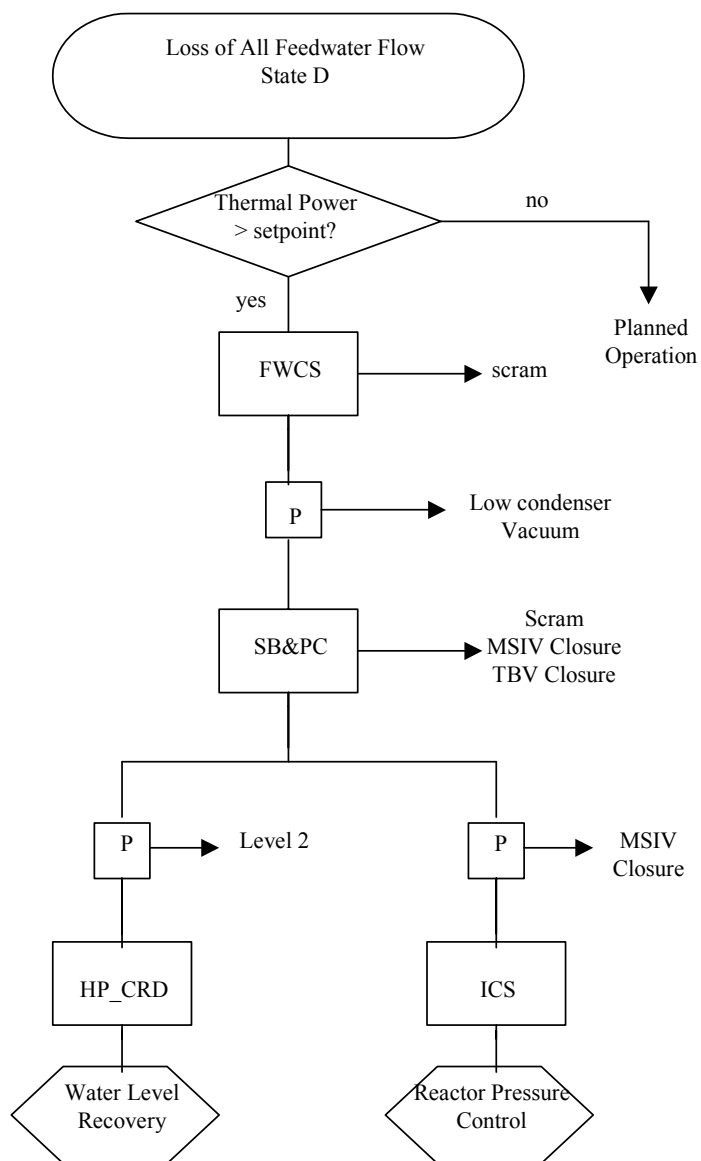 Loss of All Feedwater Flow
State D
Thermal Power
> setpoint?
no
yes
Planned
Operation
FWCS
scram
P
Low condenser
Vacuum
SB&PC
Scram
MSIV Closure
TBV Closure
P
Level 2
P
MSIV
Closure
HP_CRD
ICS
Water Level
Recovery
Reactor Pressure
Control